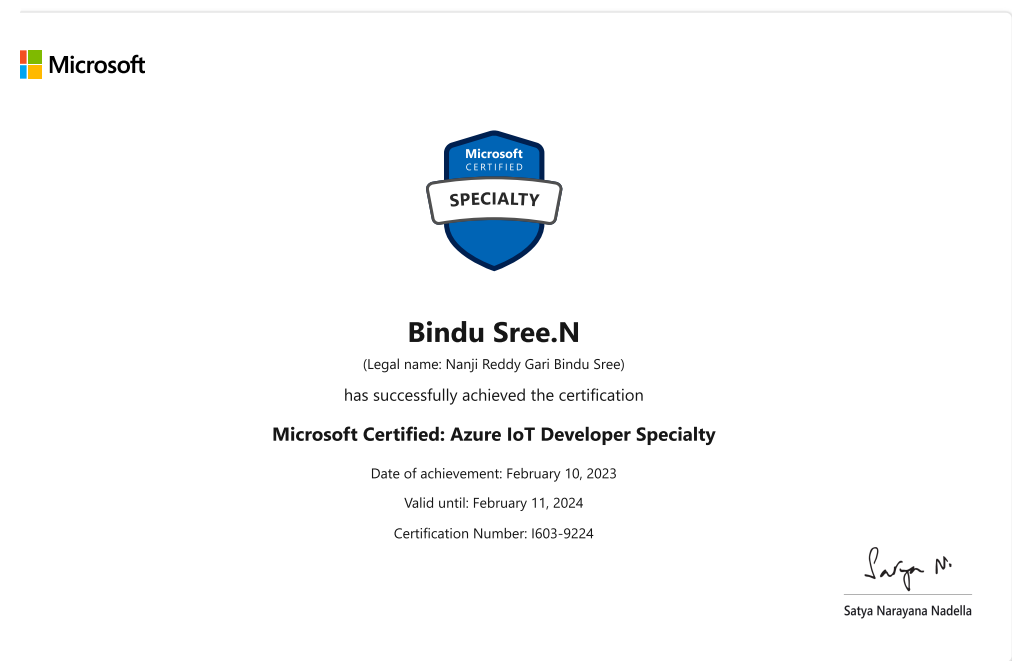 Microsoft
Microsoft
CERTIFIED
SPECIALTY
Bindu Sree.N
(Legal name: Nanji Reddy Gari Bindu Sree)
has successfully achieved the certification
Microsoft Certified: Azure IoT Developer Specialty
Date of achievement: February 10, 2023
Valid until: February 11, 2024
Certification Number: I603-9224
Satya N.
Satya Narayana Nadella